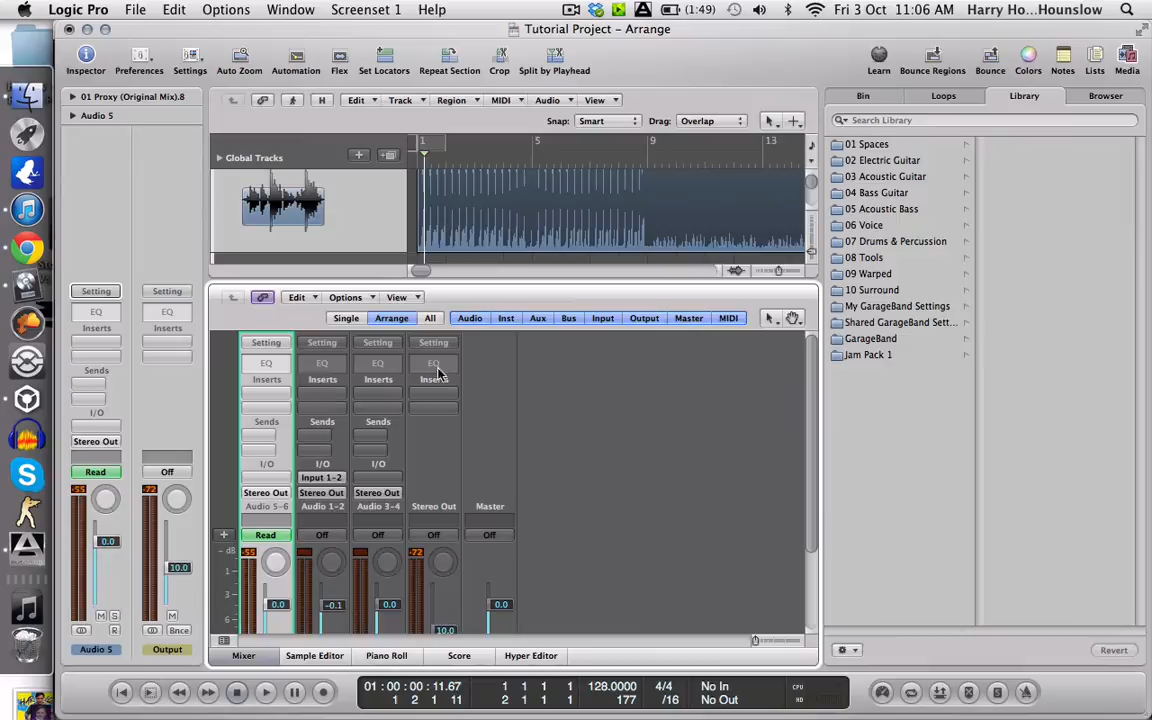 Logic Pro File Edit Options Window Screenset 1 Help (1:49) Fri 3 Oct 11:06 AM Harry Ho...Hounslow
Tutorial Project - Arrange
Inspector Preferences Settings Auto Zoom Automation Flex Set Locators Repeat Section Crop Split by Playhead Learn Bounce Regions Bounce Colors Notes Lists Media
01 Proxy (Original Mix).8 H Edit Track Region MIDI Audio View Bin Loops Library Browser
Audio 5 Snap: Smart Drag: Overlap Search Library
1 5 9 13
Global Tracks
01 Spaces
02 Electric Guitar
03 Acoustic Guitar
04 Bass Guitar
05 Acoustic Bass
06 Voice
07 Drums & Percussion
08 Tools
09 Warped
10 Surround
My GarageBand Settings
Shared GarageBand Sett...
GarageBand
Jam Pack 1
Setting Setting
EQ
Inserts Inserts
Sends
I/O
Stereo Out
Read Off
-55 -72
0.0 10.0
M S M
R Bnce
Audio 5 Output
Edit Options View
Single Arrange All Audio Inst Aux Bus Input Output Master MIDI
Setting Setting Setting Setting
EQ EQ EQ EQ
Inserts Inserts Inserts Inserts
Sends Sends Sends
I/O I/O I/O
Input 1-2
Stereo Out Stereo Out Stereo Out
Audio 5-6 Audio 1-2 Audio 3-4 Stereo Out Master
Read Off Off Off Off
dB -55 -72
1
3
0.0 -0.1 0.0 0.0
6 10.0
Mixer Sample Editor Piano Roll Score Hyper Editor Revert
01 : 00 : 00 : 11.67 1 1 1 1 128.0000 4/4 No In CPU
1 2 1 11 2 1 1 1 177 /16 No Out HD